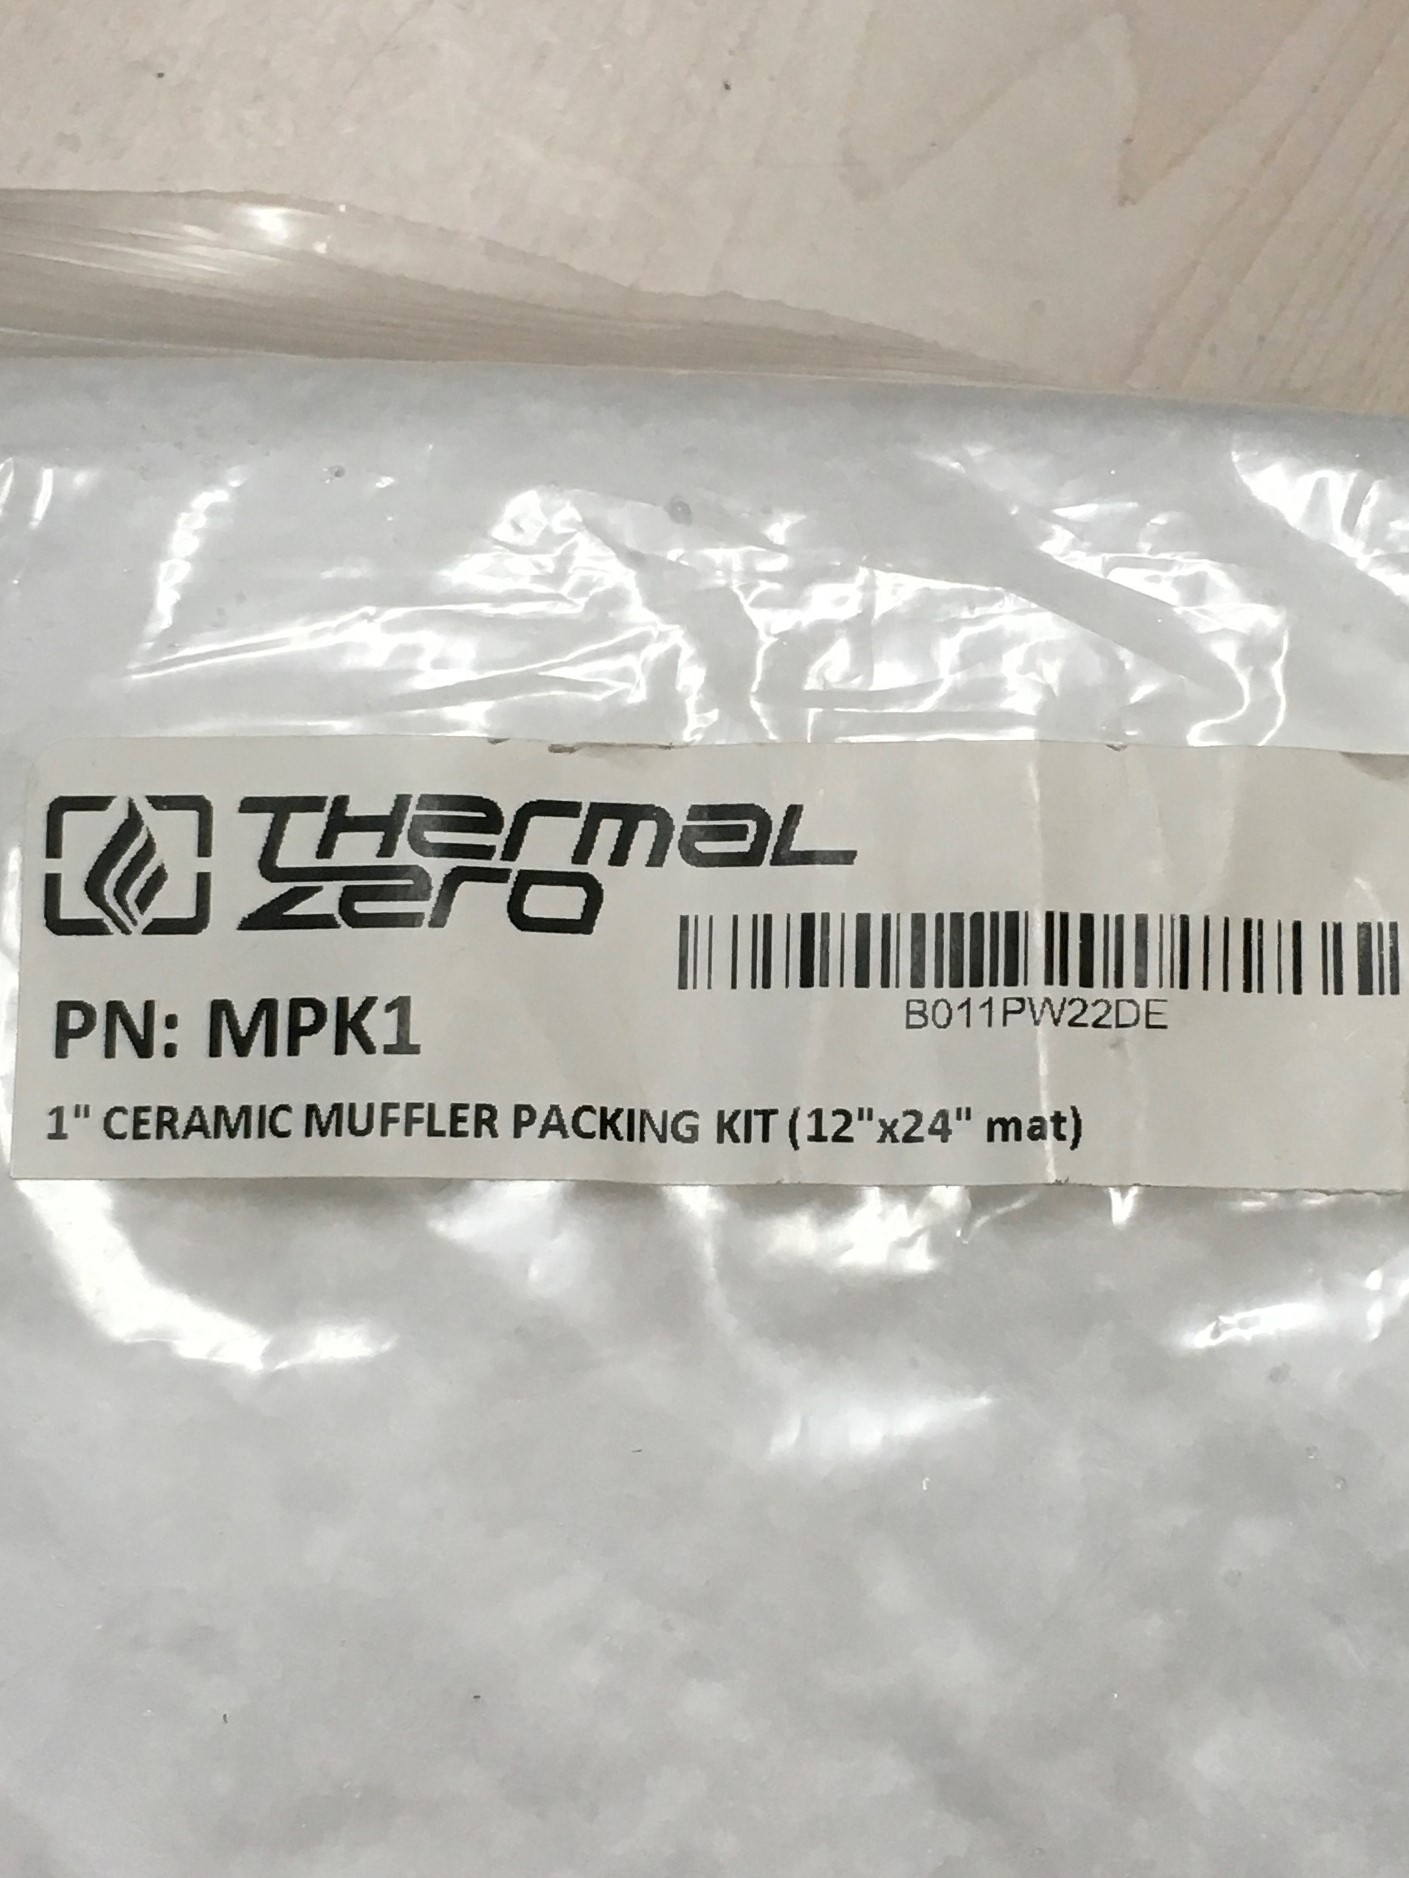 THermaL
zero
B011PW22DE
PN: MPK1
1" CERAMIC MUFFLER PACKING KIT (12"x24" mat)